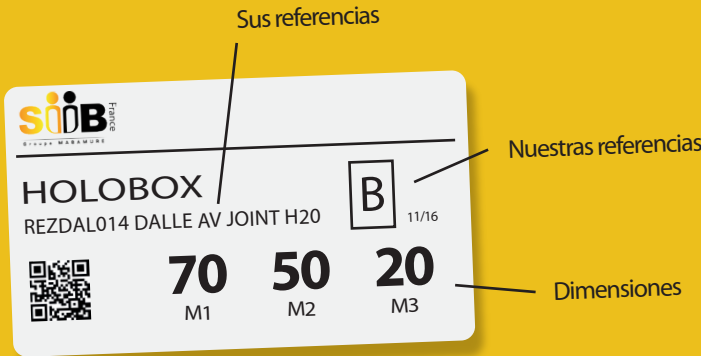 Sus referencias
SIIB
France
Groupe MABAMURE
Nuestras referencias
HOLOBOX
B
REZDAL014 DALLE AV JOINT H20
11/16
70 50 20
M1 M2 M3
Dimensiones